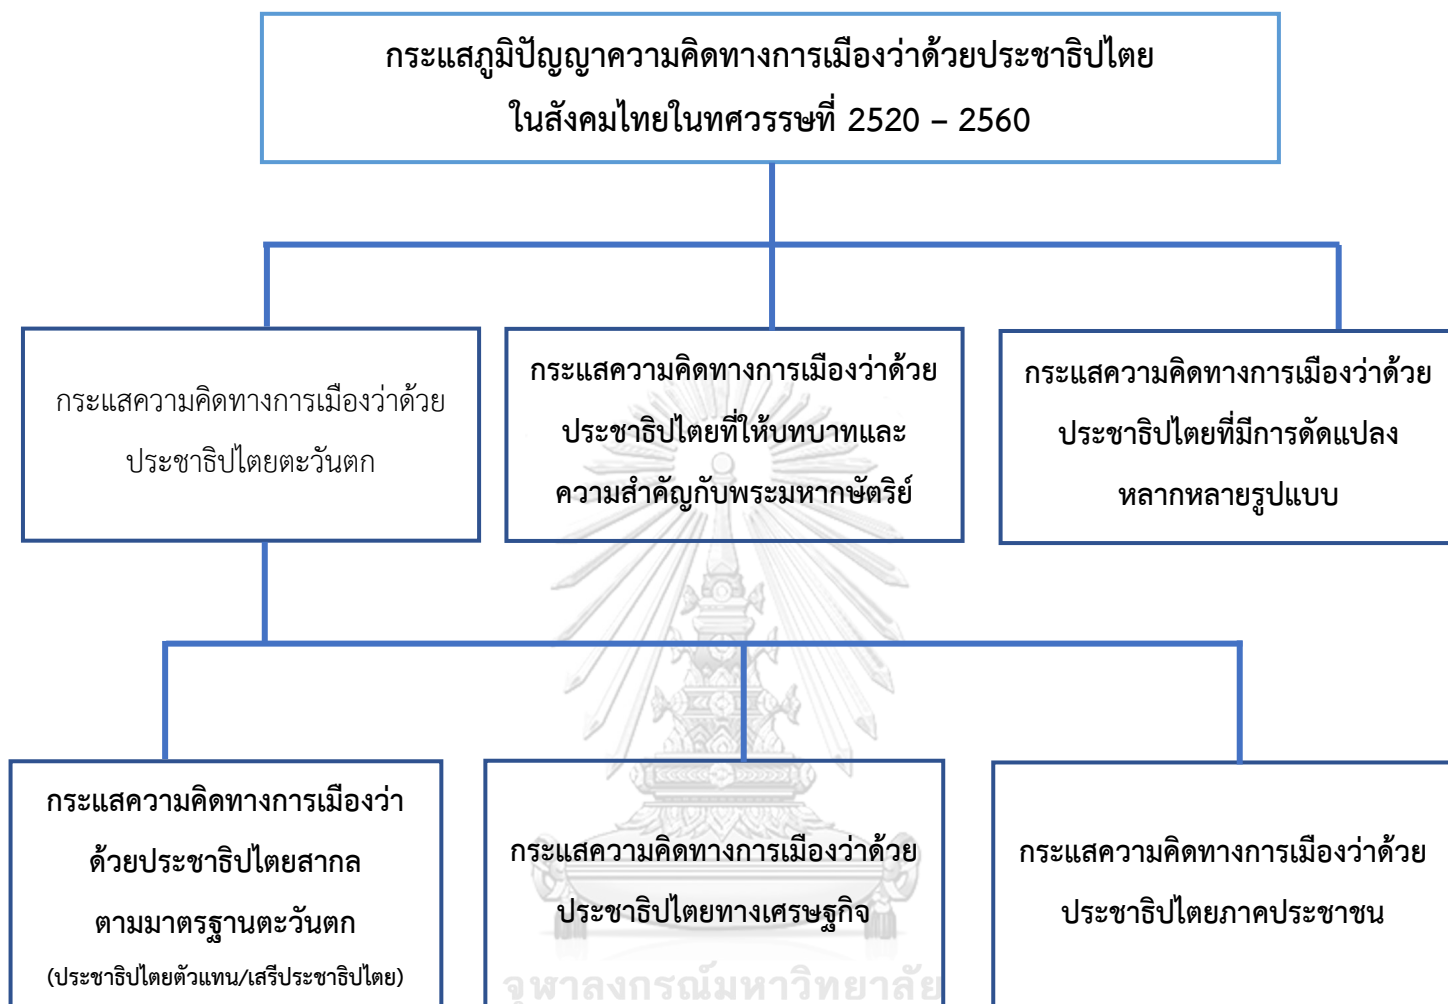 กระแสภูมิปัญญาความคิดทางการเมืองว่าด้วยประชาธิปไตย
ในสังคมไทยในทศวรรษที่ 2520 – 2560
กระแสความคิดทางการเมืองว่าด้วย
ประชาธิปไตยตะวันตก
กระแสความคิดทางการเมืองว่าด้วย
ประชาธิปไตยที่ให้บทบาทและ
ความสำคัญกับพระมหากษัตริย์
กระแสความคิดทางการเมืองว่าด้วย
ประชาธิปไตยที่มีการดัดแปลง
หลากหลายรูปแบบ
กระแสความคิดทางการเมืองว่า
ด้วยประชาธิปไตยสากล
ตามมาตรฐานตะวันตก
(ประชาธิปไตยตัวแทน/เสรีประชาธิปไตย)
กระแสความคิดทางการเมืองว่าด้วย
ประชาธิปไตยทางเศรษฐกิจ
กระแสความคิดทางการเมืองว่าด้วย
ประชาธิปไตยภาคประชาชน
จุฬาลงกรณ์มหาวิทยาลัย